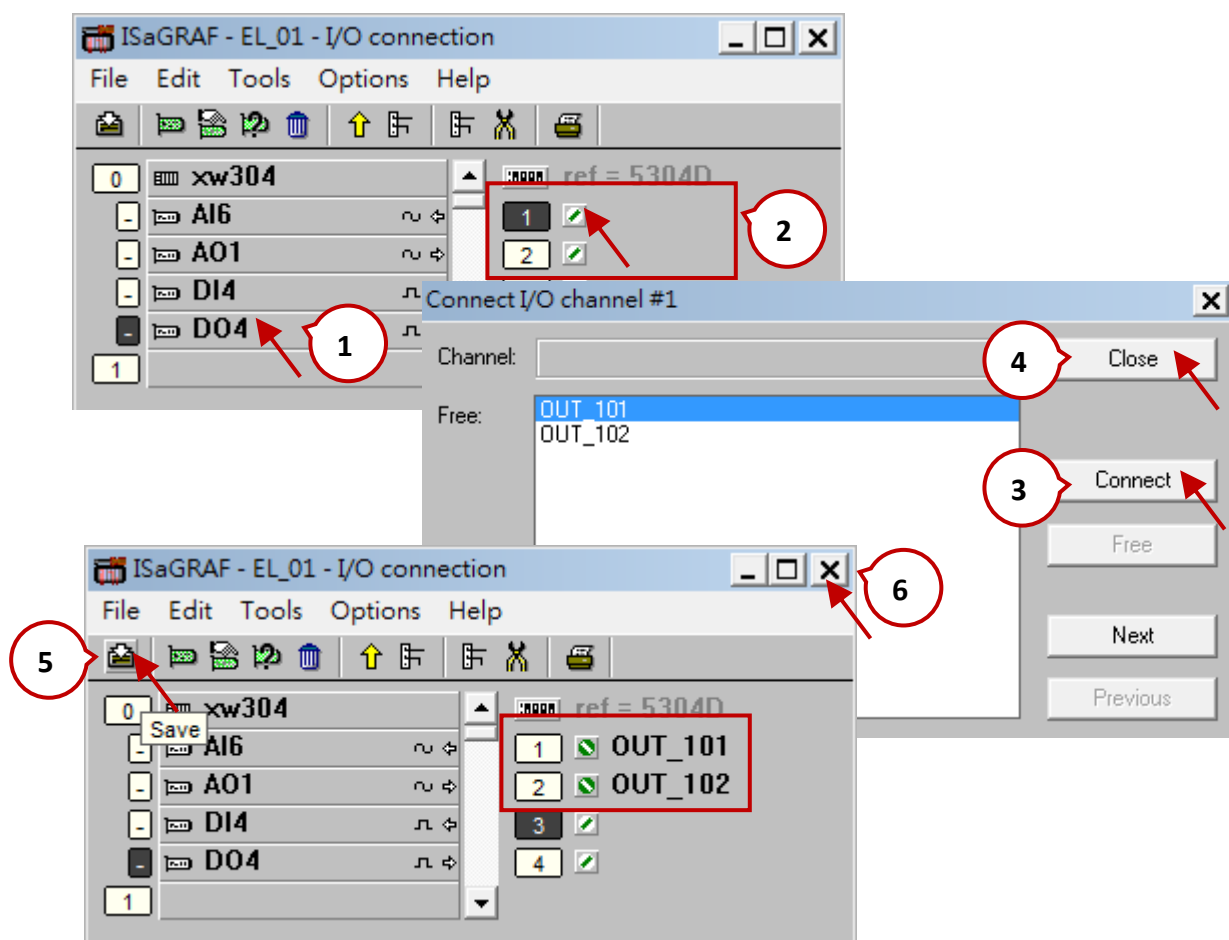 ISaGRAF - EL_01 - I/O connection
File Edit Tools Options Help
0 xw304 ref = 5304D
- AI6 1
- AO1 2
- DI4
- DO4
1
2
1
Connect I/O channel #1
Channel:
4 Close
Free: OUT_101
OUT_102
3 Connect
Free
Next
Previous
ISaGRAF - EL_01 - I/O connection
6
File Edit Tools Options Help
5
0 xw304 ref = 5304D
Save
- AI6 1 OUT_101
- AO1 2 OUT_102
- DI4 3
- DO4 4
1